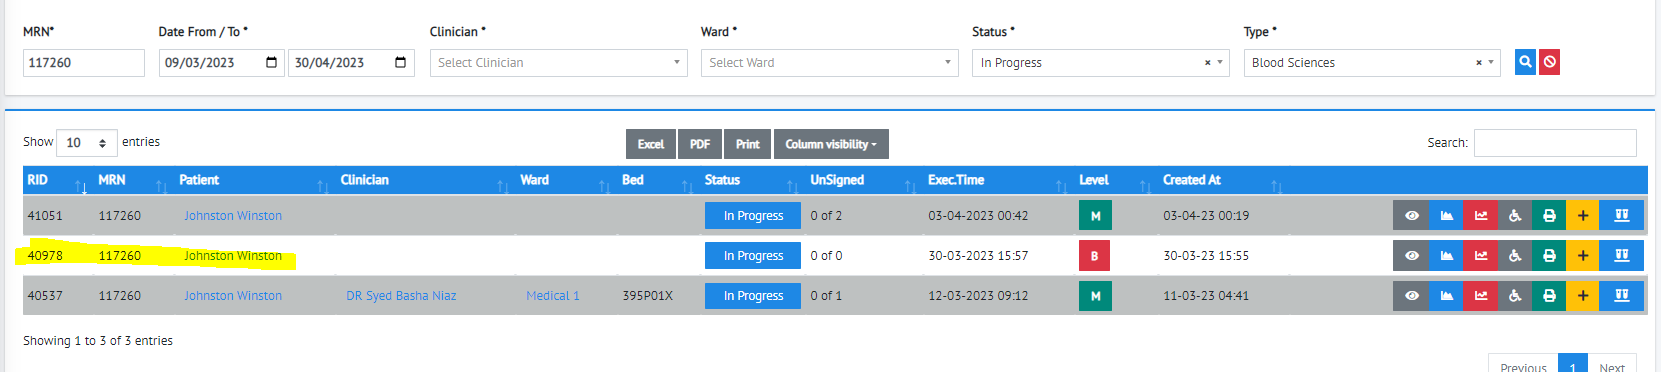 MRN* Date From / To * Clinician * Ward * Status * Type *
117260 09/03/2023 30/04/2023 Select Clinician Select Ward In Progress × Blood Sciences ×
Show 10 entries Excel PDF Print Column visibility Search:
RID MRN Patient Clinician Ward Bed Status UnSigned Exec.Time Level Created At
41051 117260 Johnston Winston In Progress 0 of 2 03-04-2023 00:42 M 03-04-23 00:19
40978 117260 Johnston Winston In Progress 0 of 0 30-03-2023 15:57 B 30-03-23 15:55
40537 117260 Johnston Winston DR Syed Basha Niaz Medical 1 395P01X In Progress 0 of 1 12-03-2023 09:12 M 11-03-23 04:41
Showing 1 to 3 of 3 entries
Previous 1 Next